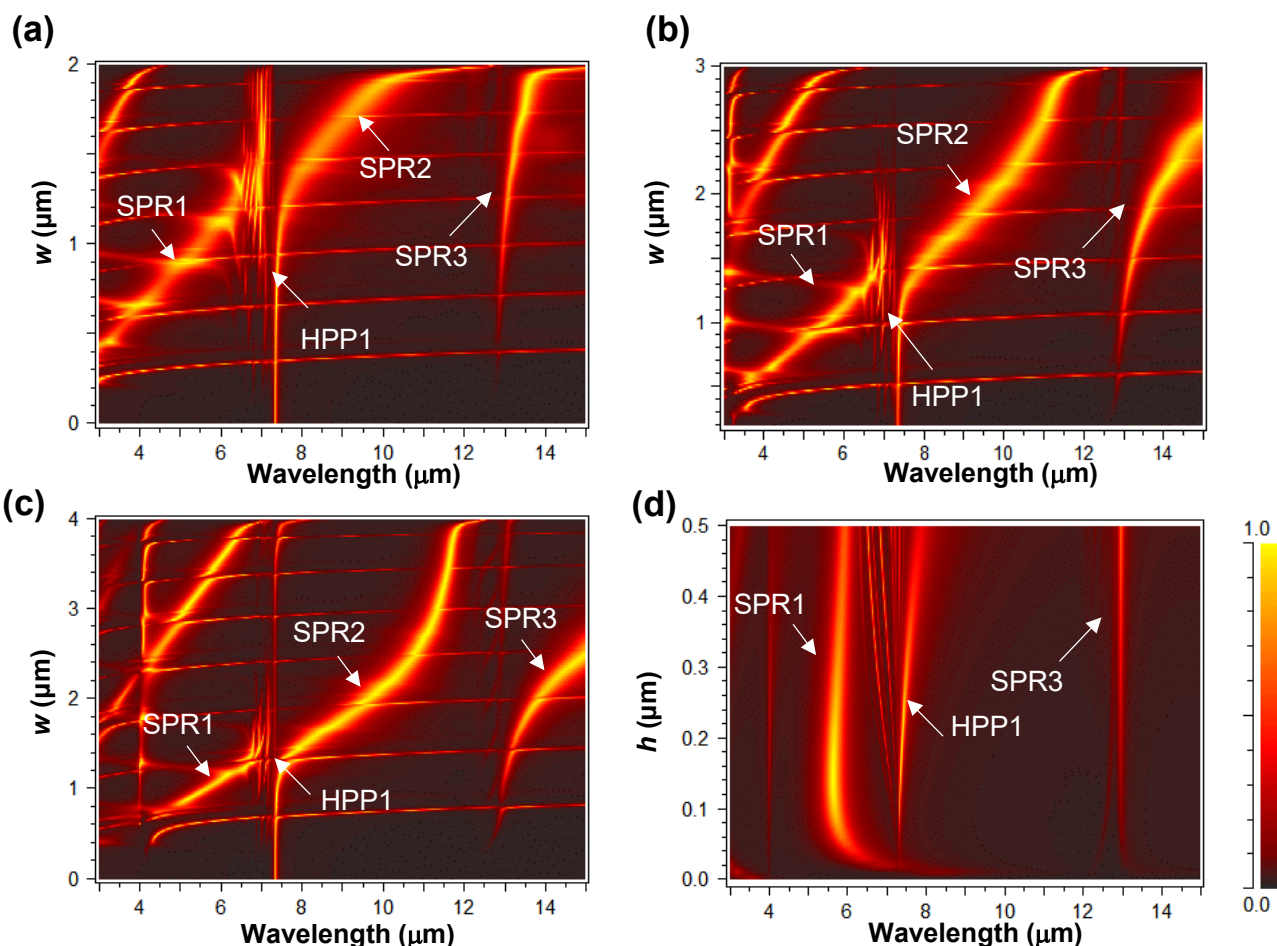 (a)
2
1
0
w (μm)
SPR1
SPR2
SPR3
HPP1
4 6 8 10 12 14
Wavelength (μm)
(b)
3
2
1
w (μm)
SPR1
SPR2
SPR3
HPP1
4 6 8 10 12 14
Wavelength (μm)
(c)
4
3
2
1
0
w (μm)
SPR1
SPR2
SPR3
HPP1
4 6 8 10 12 14
Wavelength (μm)
(d)
0.5
0.4
0.3
0.2
0.1
0.0
h (μm)
SPR1
SPR3
HPP1
4 6 8 10 12 14
Wavelength (μm)
1.0
0.0